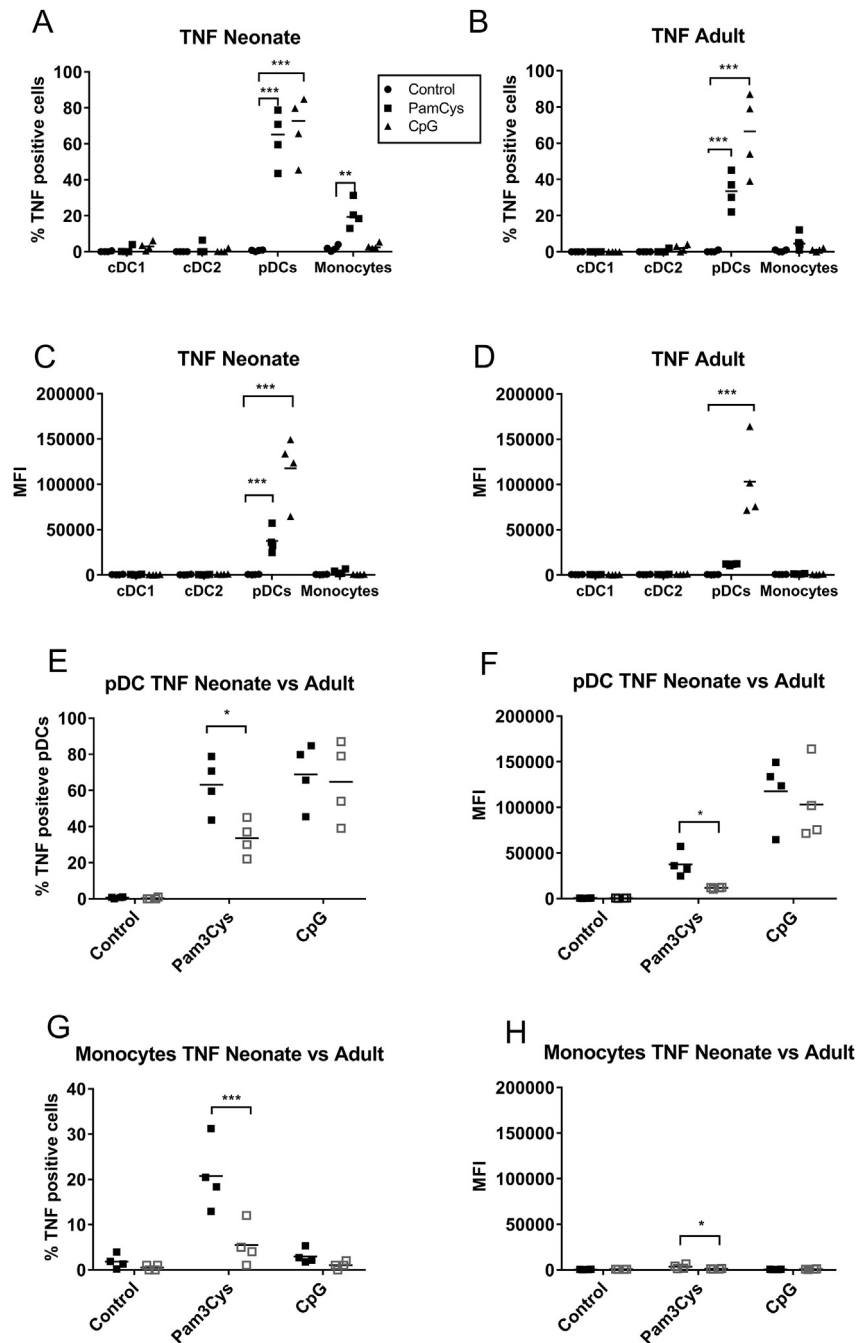 A
TNF Neonate
% TNF positive cells
100
80
60
40
20
0
***
***
**
cDC1 cDC2 pDCs Monocytes
Control
PamCys
CpG
B
TNF Adult
% TNF positive cells
100
80
60
40
20
0
***
***
cDC1 cDC2 pDCs Monocytes
C
TNF Neonate
MFI
200000
150000
100000
50000
0
***
***
cDC1 cDC2 pDCs Monocytes
D
TNF Adult
MFI
200000
150000
100000
50000
0
***
cDC1 cDC2 pDCs Monocytes
E
pDC TNF Neonate vs Adult
% TNF positeve pDCs
100
80
60
40
20
0
*
Control Pam3Cys CpG
F
pDC TNF Neonate vs Adult
MFI
200000
150000
100000
50000
0
*
Control Pam3Cys CpG
G
Monocytes TNF Neonate vs Adult
% TNF positive cells
40
30
20
10
0
***
Control Pam3Cys CpG
H
Monocytes TNF Neonate vs Adult
MFI
200000
150000
100000
50000
0
*
Control Pam3Cys CpG